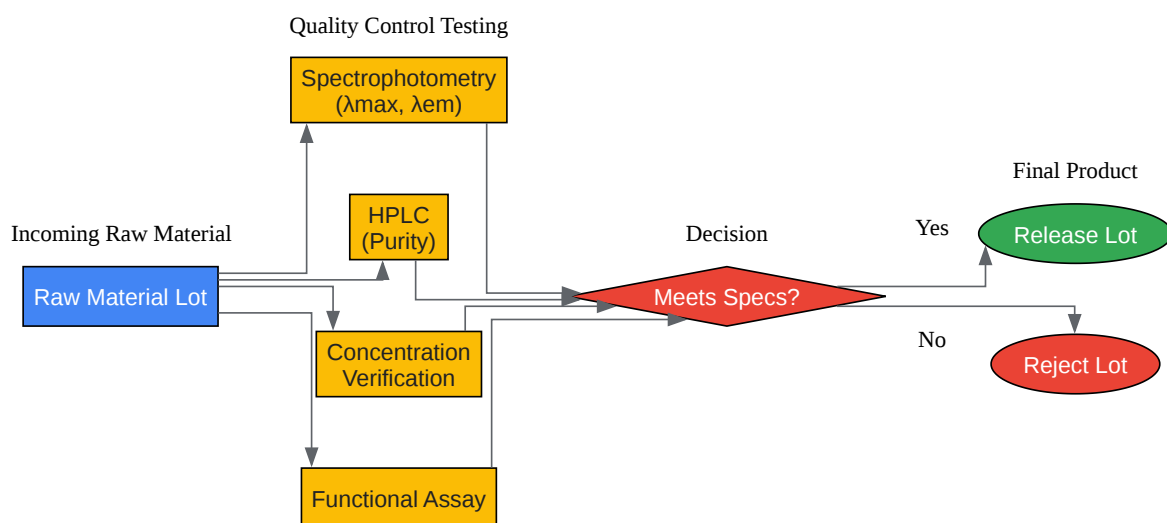 Quality Control Testing
Spectrophotometry
(λmax, λem)
Final Product
HPLC
(Purity)
Incoming Raw Material
Decision
Yes
Release Lot
Raw Material Lot
Meets Specs?
No
Concentration
Verification
Reject Lot
Functional Assay